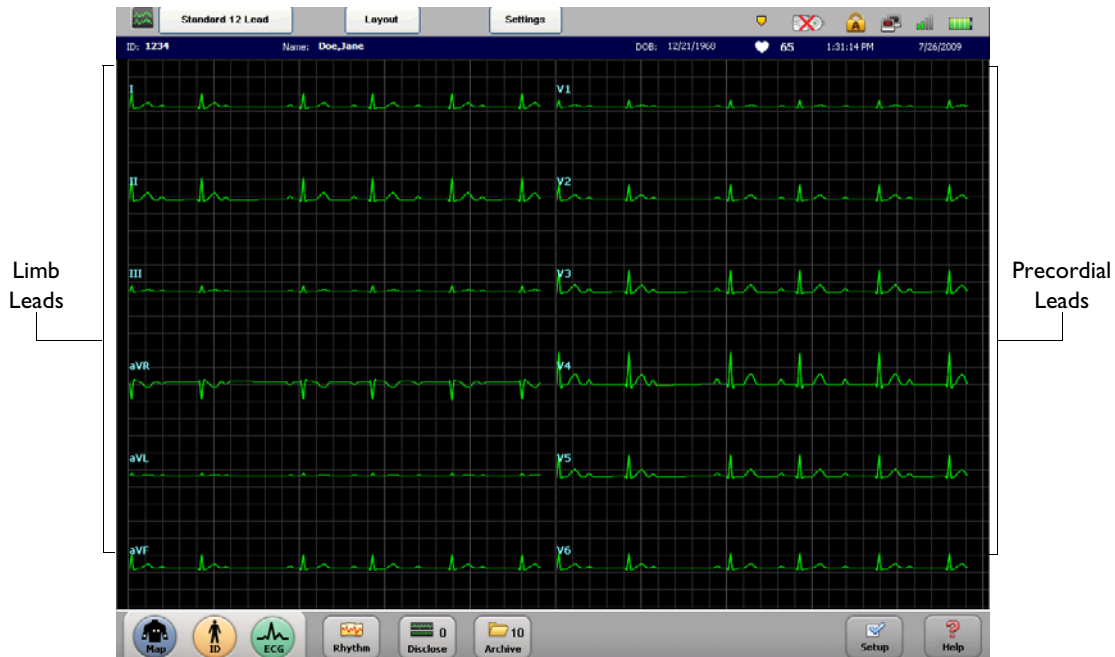 Standard 12 Lead Layout Settings
ID: 1234 Name: Doe,Jane DOB: 12/21/1960 65 1:31:14 PM 7/26/2009
I V1
II V2
Limb
Leads
III V3
Precordial
Leads
aVR V4
aVL V5
aVF V6
Map ID ECG Rhythm 0 Disclose 10 Archive Setup Help